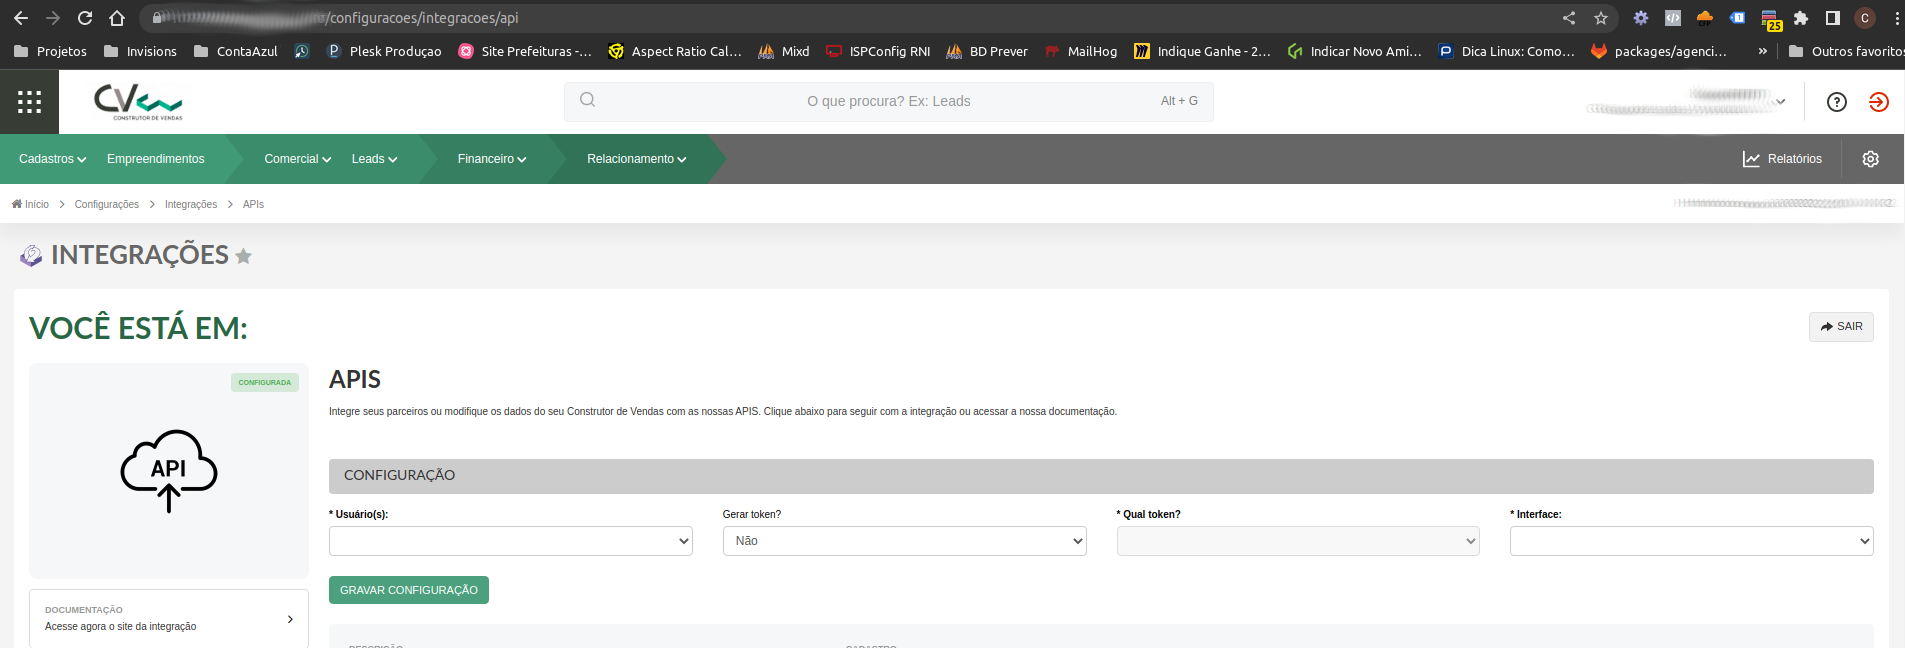 /configuracoes/integracoes/api
25
C
Projetos Invisions ContaAzul Plesk Produçao Site Prefeituras -... Aspect Ratio Cal... Mixd ISPConfig RNI BD Prever MailHog Indique Ganhe - 2... Indicar Novo Ami... Dica Linux: Como... packages/agenci... » Outros favoritos
CV
CONSTRUTOR DE VENDAS
O que procura? Ex: Leads Alt + G
Cadastros Empreendimentos Comercial Leads Financeiro Relacionamento Relatórios
Início Configurações Integrações APIs
INTEGRAÇÕES
VOCÊ ESTÁ EM:
SAIR
CONFIGURADA
API
APIS
Integre seus parceiros ou modifique os dados do seu Construtor de Vendas com as nossas APIS. Clique abaixo para seguir com a integração ou acessar a nossa documentação.
CONFIGURAÇÃO
* Usuário(s): Gerar token? * Qual token? * Interface:
Não
GRAVAR CONFIGURAÇÃO
DOCUMENTAÇÃO
Acesse agora o site da integração
DESCRIÇÃO CADASTRO